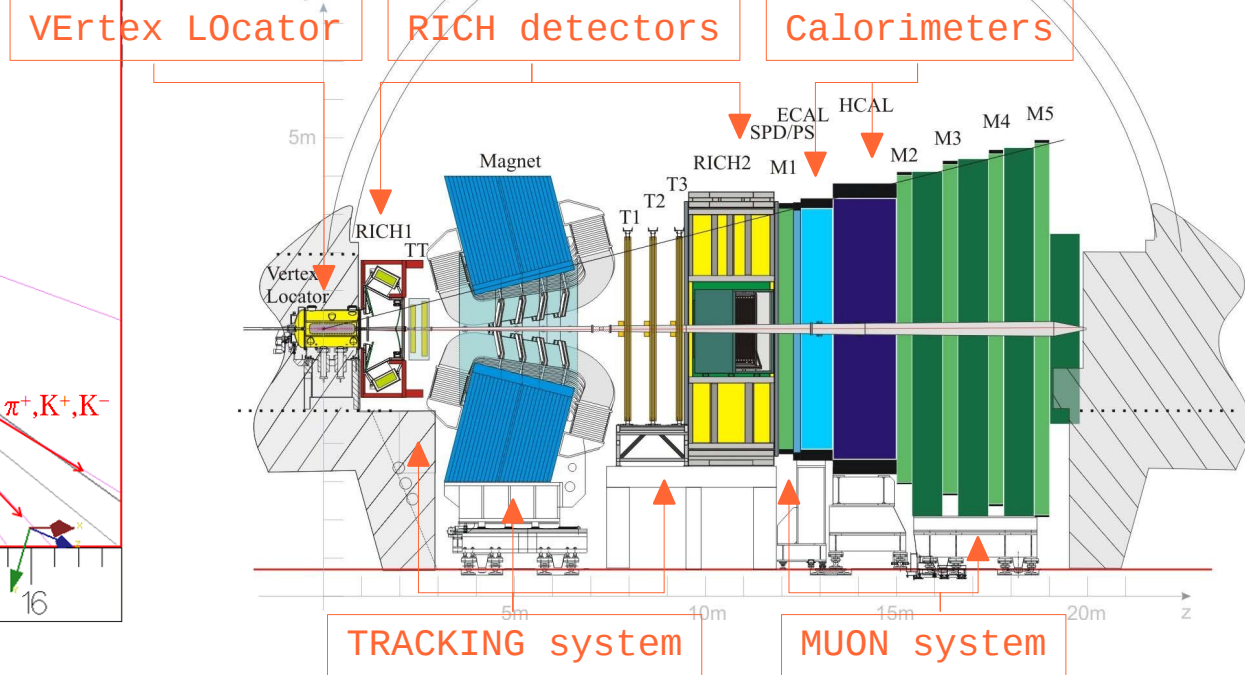 VErtex LOcator
RICH detectors
Calorimeters
5m
Magnet
RICH1
TT
Vertex
Locator
T1
T2
T3
RICH2
SPD/PS
ECAL
HCAL
M1
M2
M3
M4
M5
π⁺,K⁺,K⁻
16
5m
10m
15m
20m
z
TRACKING system
MUON system